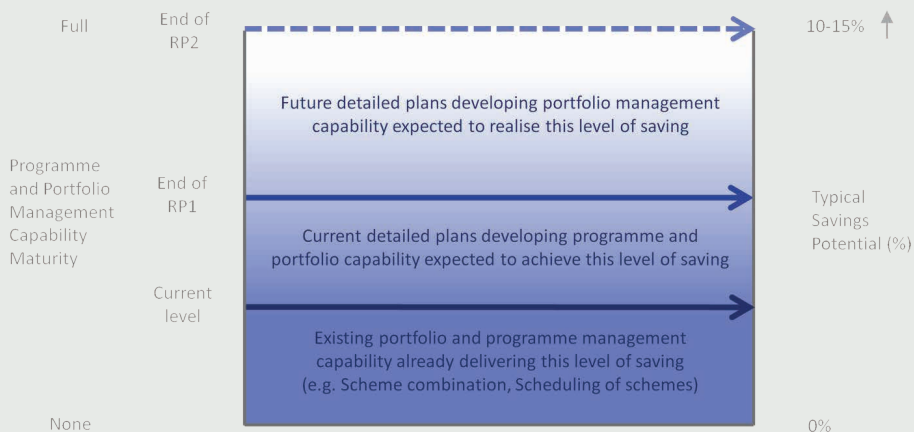 Full
End of
RP2
10-15%
Future detailed plans developing portfolio management
capability expected to realise this level of saving
Programme
and Portfolio
Management
Capability
Maturity
End of
RP1
Typical
Savings
Potential (%)
Current detailed plans developing programme and
portfolio capability expected to achieve this level of saving
Current
level
Existing portfolio and programme management
capability already delivering this level of saving
(e.g. Scheme combination, Scheduling of schemes)
None
0%